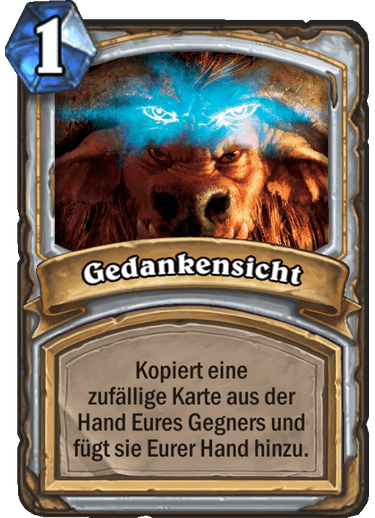 1
Gedankensicht
Kopiert eine
zufällige Karte aus der
Hand Eures Gegners und
fügt sie Eurer Hand hinzu.